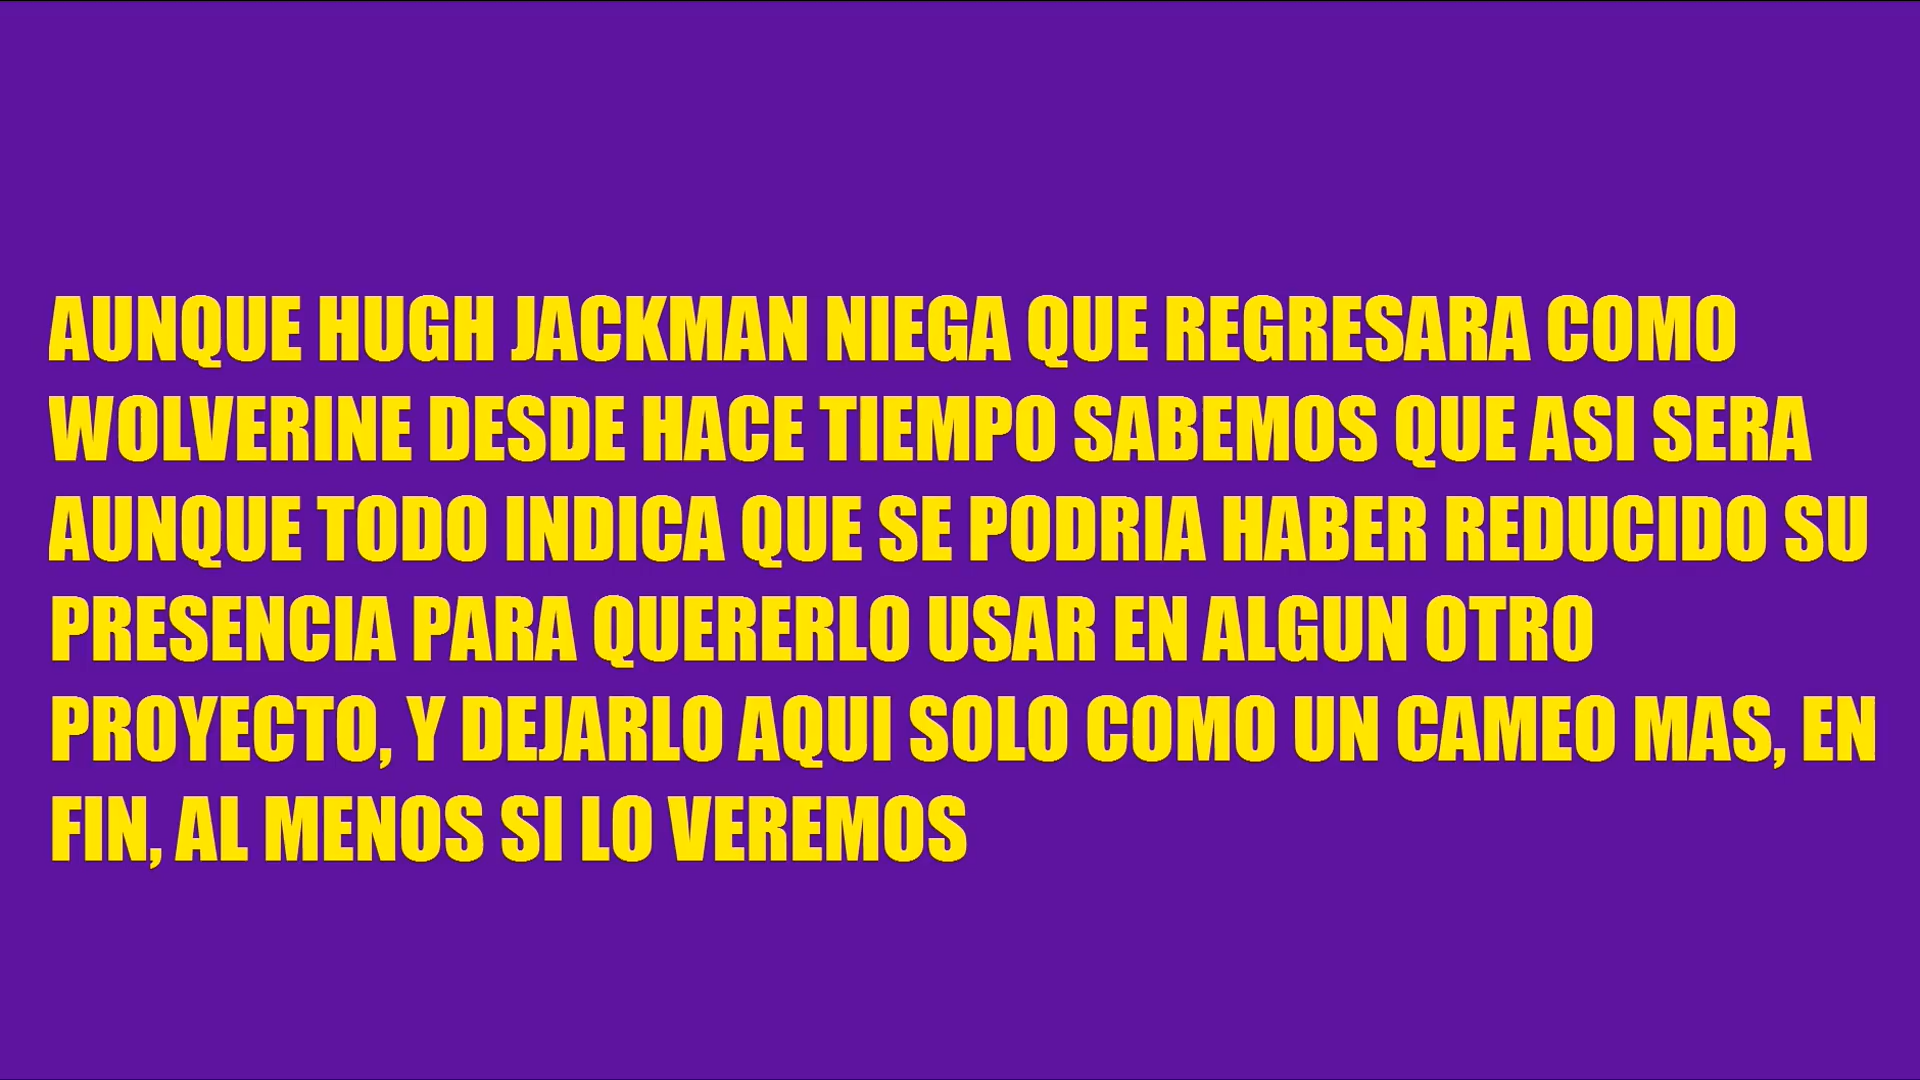 AUNQUE HUGH JACKMAN NIEGA QUE REGRESARA COMO
WOLVERINE DESDE HACE TIEMPO SABEMOS QUE ASI SERA
AUNQUE TODO INDICA QUE SE PODRIA HABER REDUCIDO SU
PRESENCIA PARA QUERERLO USAR EN ALGUN OTRO
PROYECTO, Y DEJARLO AQUI SOLO COMO UN CAMEO MAS, EN
FIN, AL MENOS SI LO VEREMOS